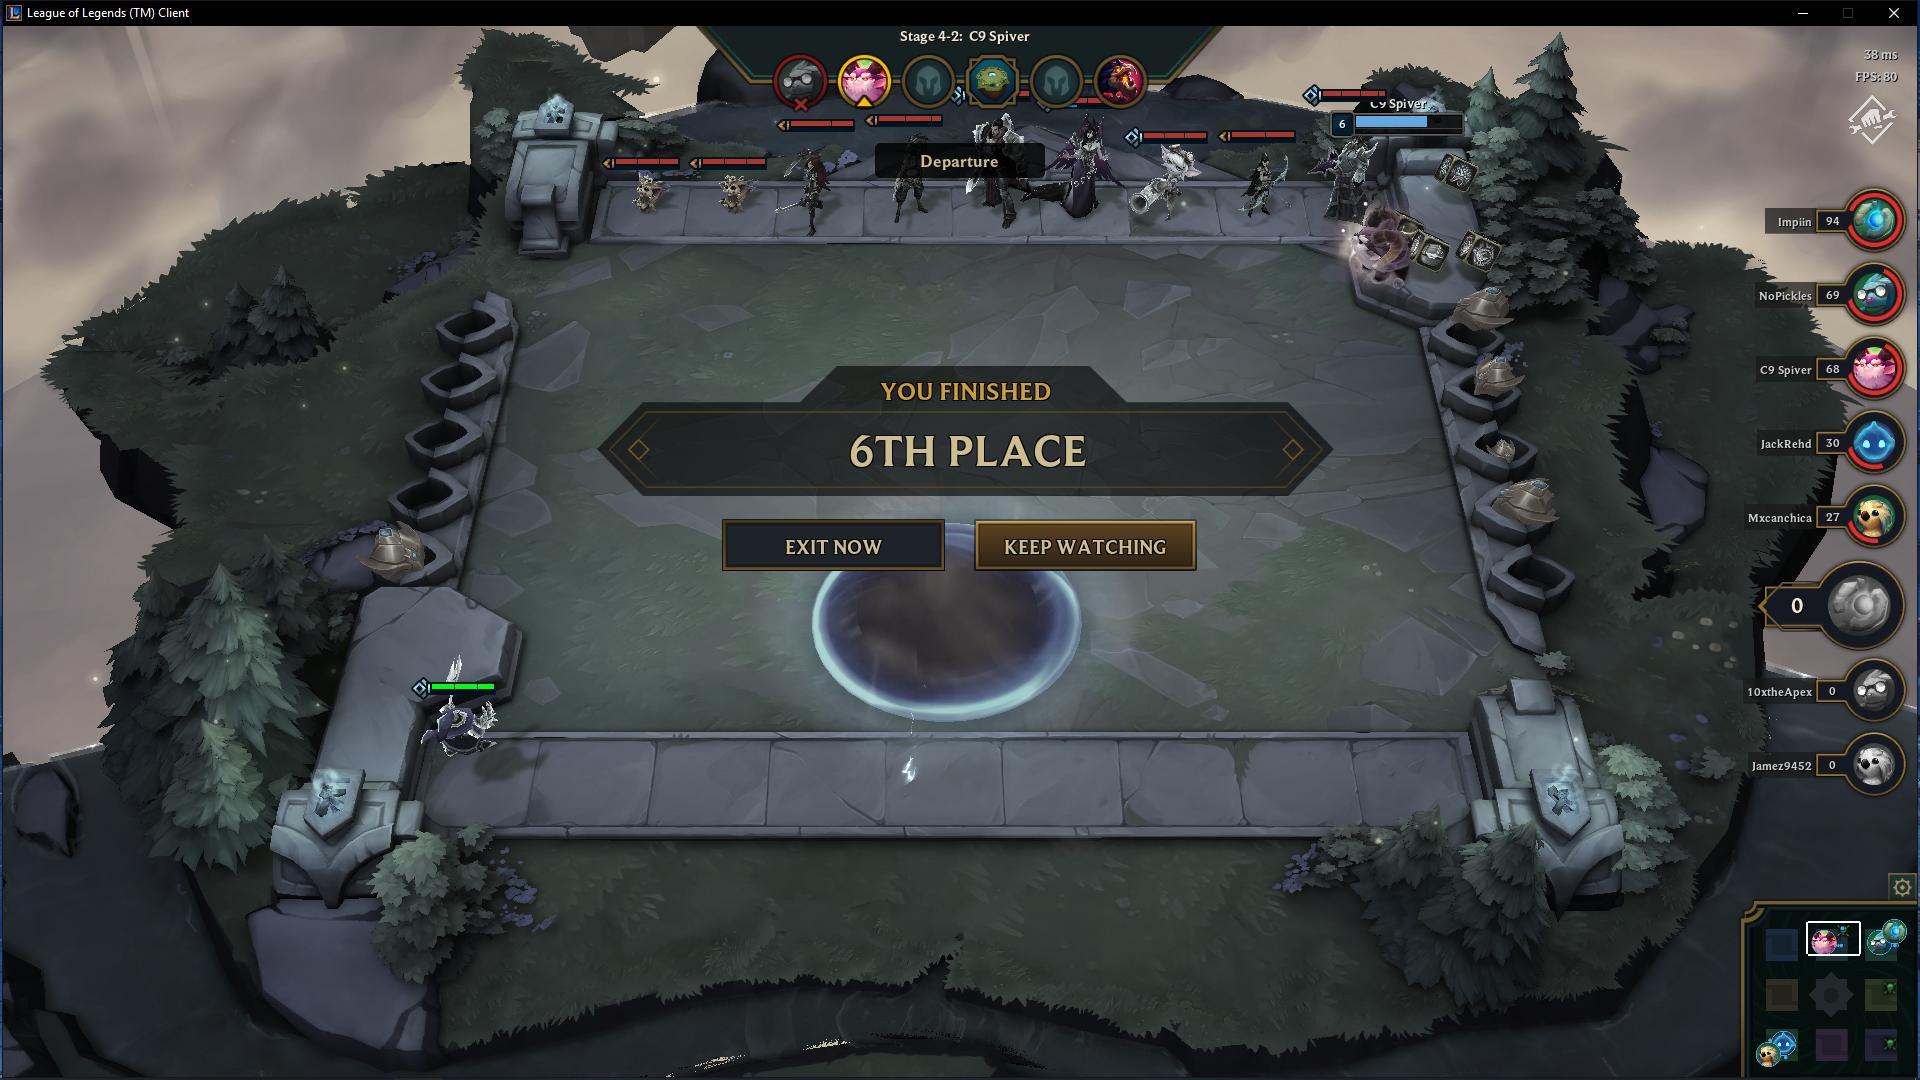 League of Legends (TM) Client
Stage 4-2: C9 Spiver
38 ms
FPS: 80
C9 Spiver
6
Departure
Impiin 94
NoPickles 69
C9 Spiver 68
YOU FINISHED
6TH PLACE
JackRehd 30
Mxcanchica 27
EXIT NOW
KEEP WATCHING
0
10xtheApex 0
Jamez9452 0